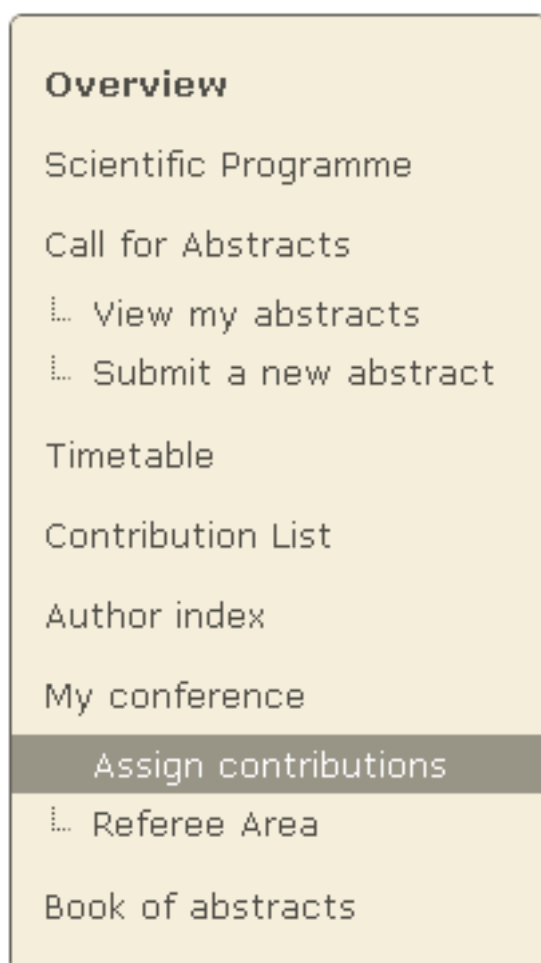 Overview
Scientific Programme
Call for Abstracts
View my abstracts
Submit a new abstract
Timetable
Contribution List
Author index
My conference
Assign contributions
Referee Area
Book of abstracts